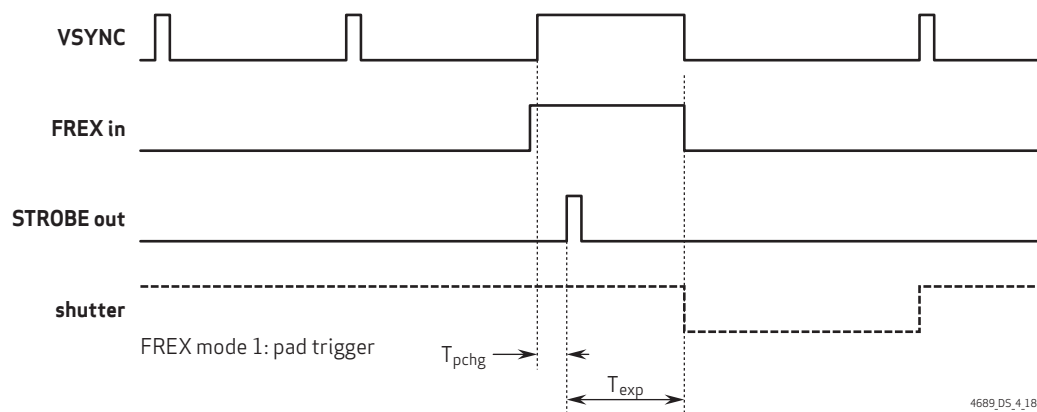 VSYNC
FREX in
STROBE out
shutter
FREX mode 1: pad trigger
Tpchg
Texp
4689_DS_4_18